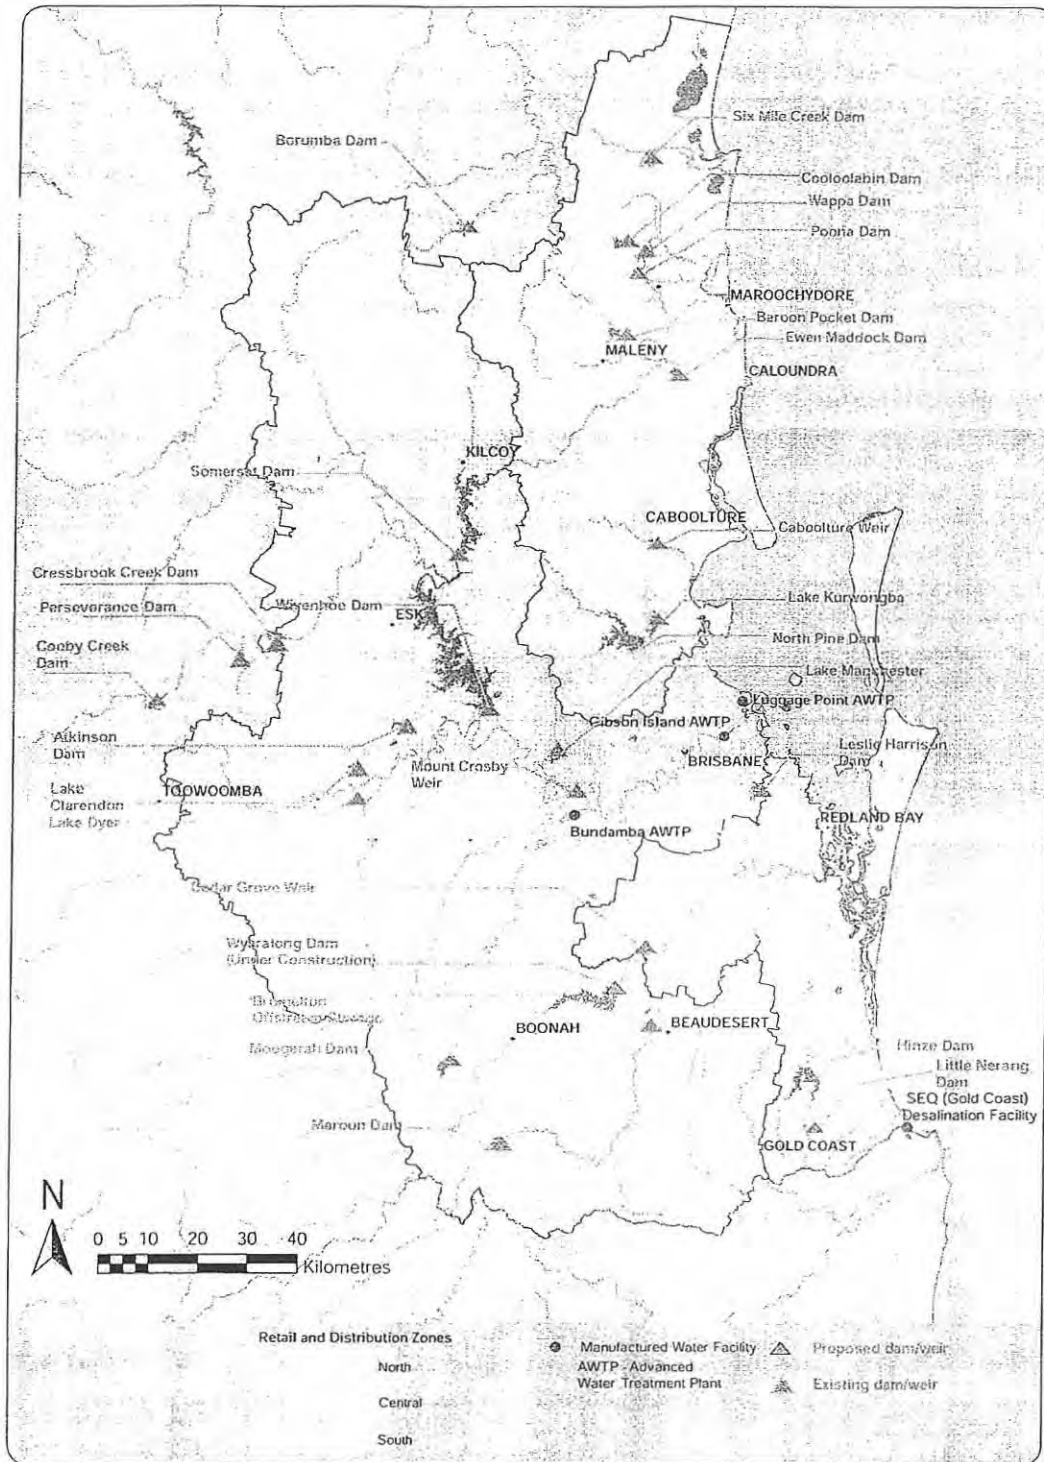 Six Mile Creek Dam
Borumba Dam
Cooloolabin Dam
Wappa Dam
Poona Dam
MAROOCHYDORE
Baroon Pocket Dam
Ewen Maddock Dam
MALENY
CALOUNDRA
KILCOY
Somerset Dam
CABOOLTURE
Caboolture Weir
Cressbrook Creek Dam
Perseverance Dam
Wivenhoe Dam
ESK
Lake Kurwongba
Cooby Creek
Dam
North Pine Dam
Lake Manchester
Luggage Point AWTP
Gibson Island AWTP
Atkinson
Dam
Leslie Harrison
Dam
BRISBANE
Mount Crosby
Weir
Lake
Clarendon
Lake Dyer
TOOWOOMBA
REDLAND BAY
Bundamba AWTP
Cedar Grove Weir
Wyaralong Dam
(Under Construction)
Bromelton
Offstream Storage
BOONAH
BEAUDESERT
Moogerah Dam
Hinze Dam
Little Nerang
Dam
SEQ (Gold Coast)
Desalination Facility
Maroon Dam
GOLD COAST
N
0 5 10 20 30 40
Kilometres
Retail and Distribution Zones
North
Central
South
Manufactured Water Facility
AWTP - Advanced
Water Treatment Plant
Proposed dam/weir
Existing dam/weir